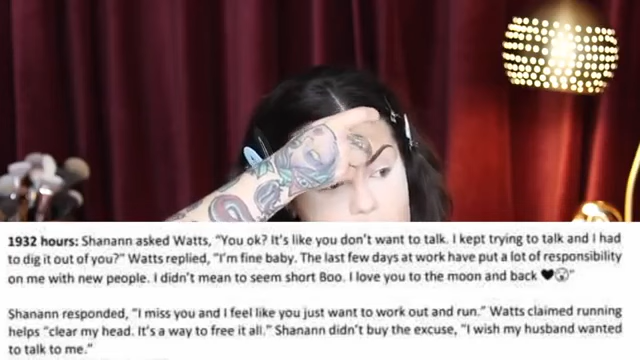 1932 hours: Shanann asked Watts, "You ok? It's like you don't want to talk. I kept trying to talk and I had
to dig it out of you?" Watts replied, "I'm fine baby. The last few days at work have put a lot of responsibility
on me with new people. I didn't mean to seem short Boo. I love you to the moon and back ♥😘"
Shanann responded, "I miss you and I feel like you just want to work out and run." Watts claimed running
helps "clear my head. It's a way to free it all." Shanann didn't buy the excuse, "I wish my husband wanted
to talk to me."